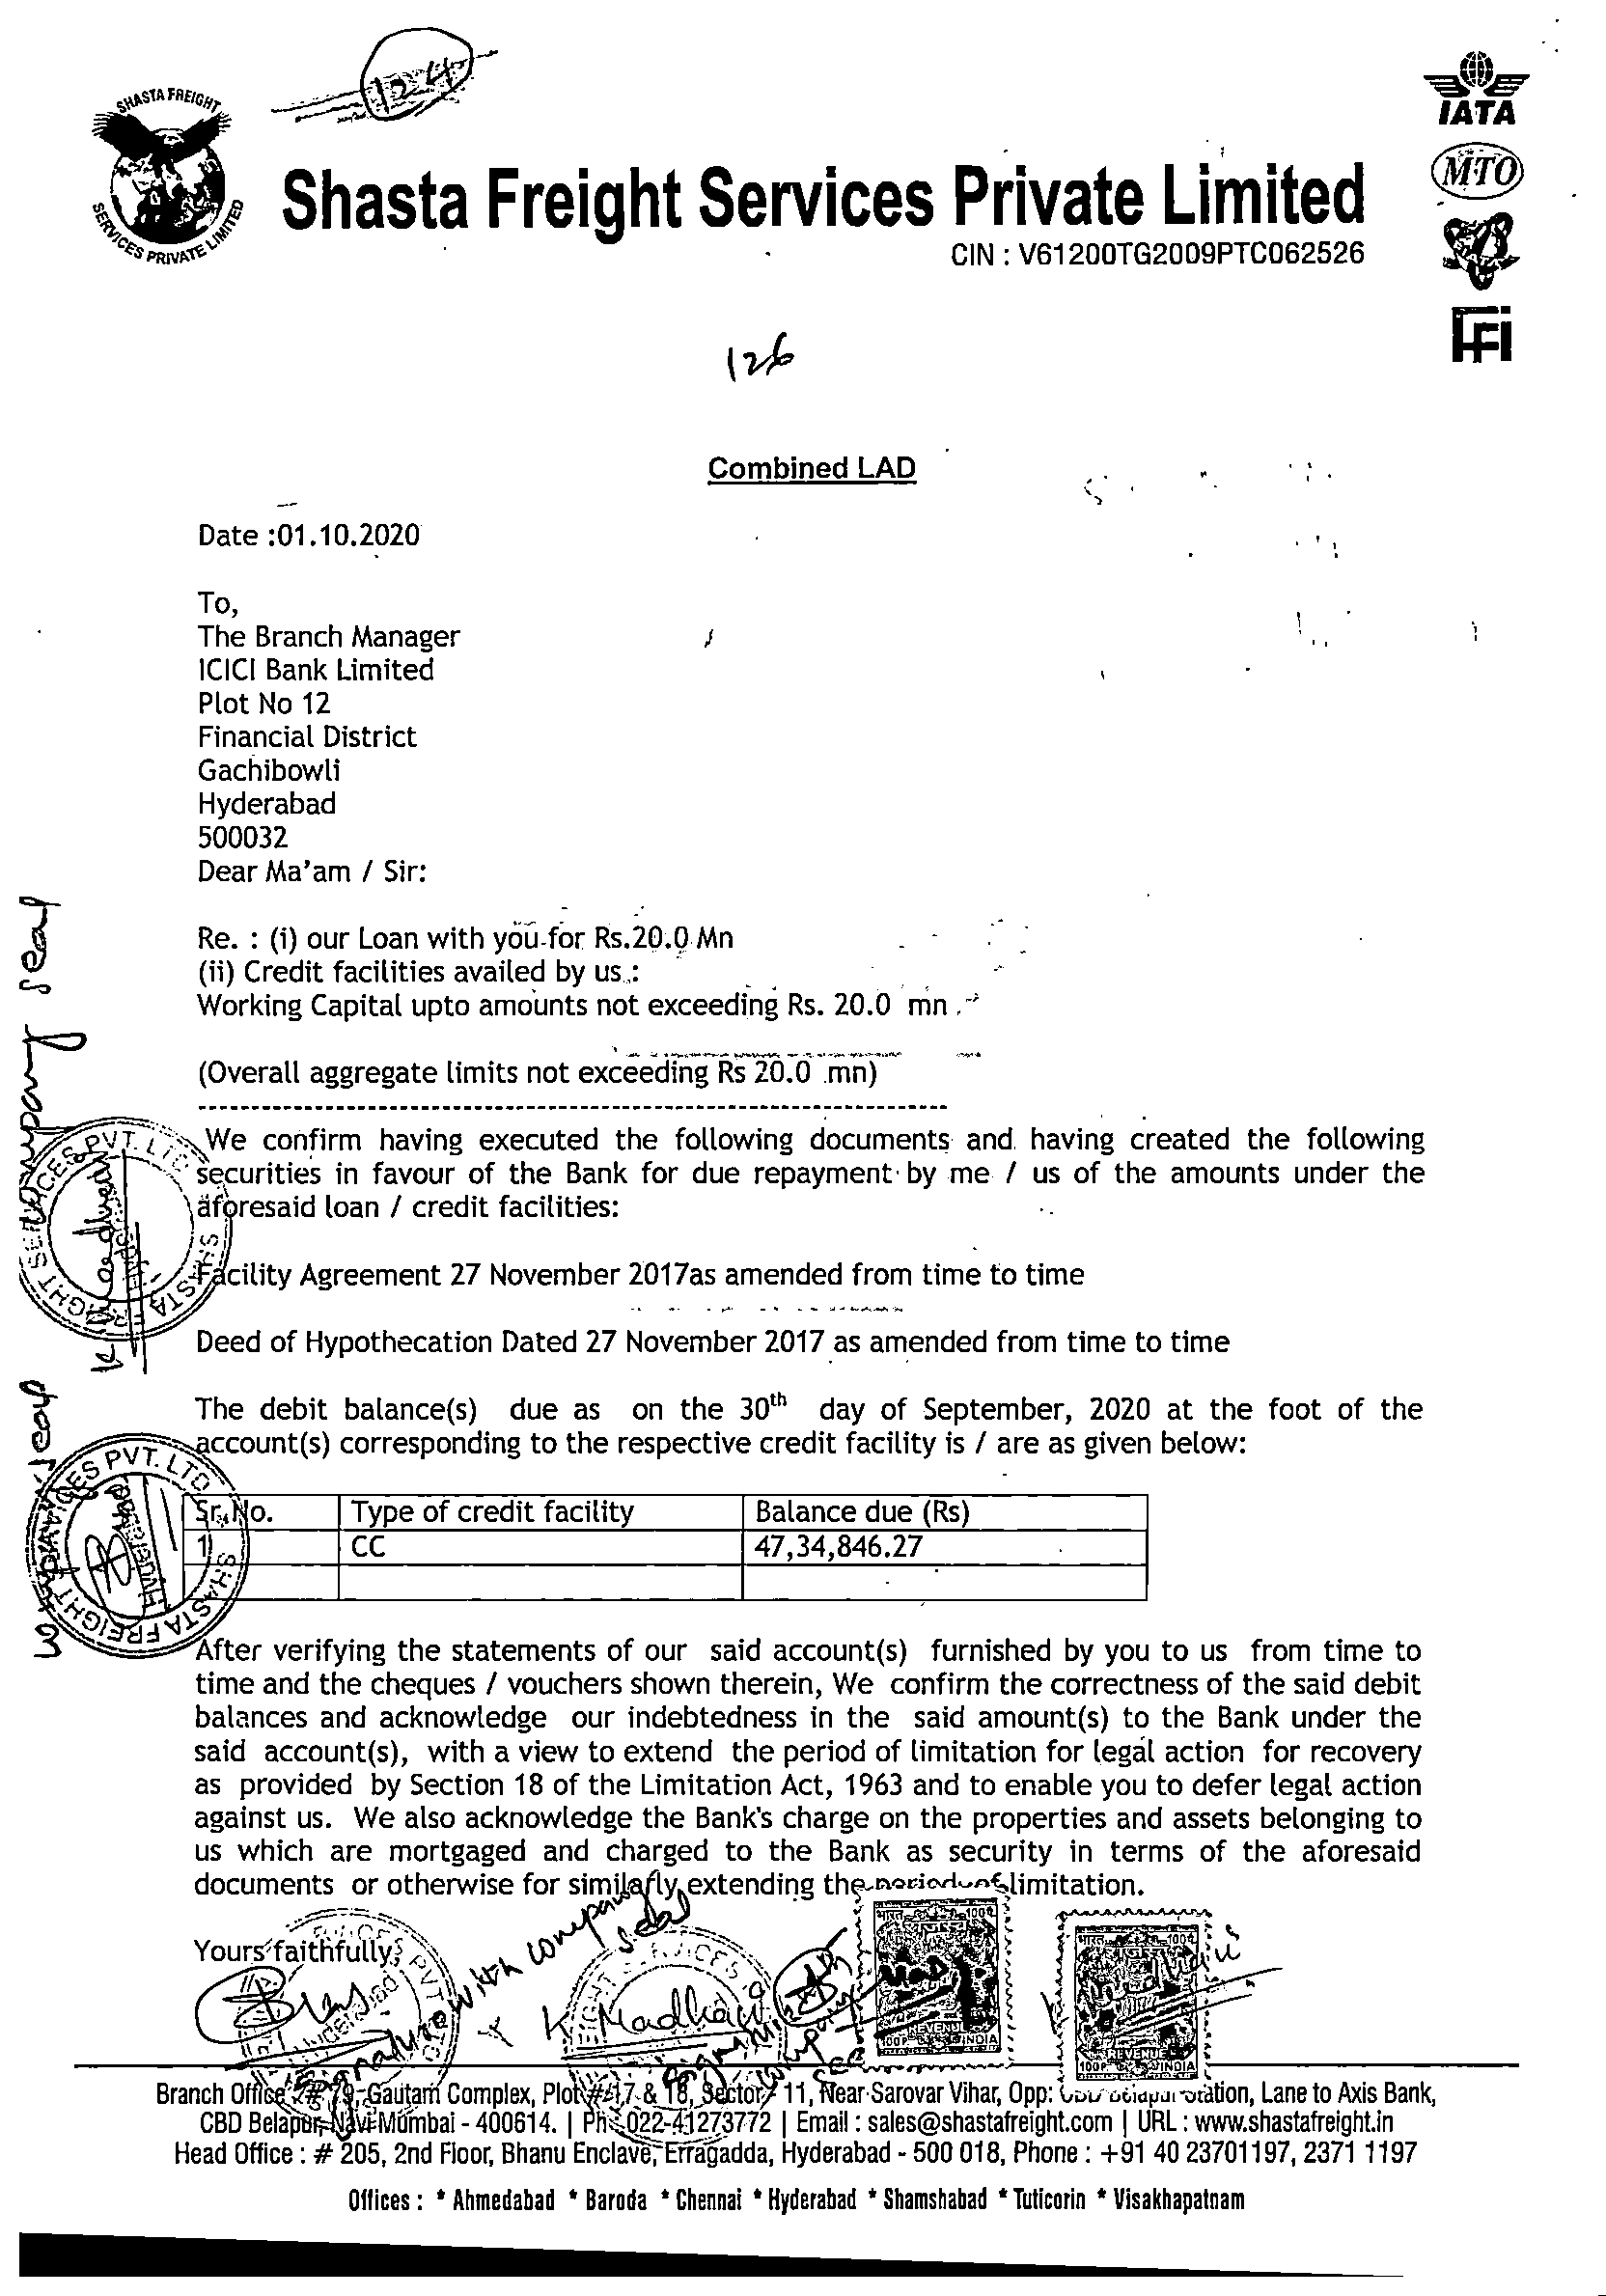 124
SHASTA FREIGHT
SERVICES PRIVATE LIMITED
IATA
MTO
FFI
Shasta Freight Services Private Limited
CIN : V61200TG2009PTC062526
126
Combined LAD
Date :01.10.2020
To,
The Branch Manager
ICICI Bank Limited
Plot No 12
Financial District
Gachibowli
Hyderabad
500032
Dear Ma'am / Sir:
Re. : (i) our Loan with you for Rs.20.0 Mn
(ii) Credit facilities availed by us :
Working Capital upto amounts not exceeding Rs. 20.0 mn .
(Overall aggregate limits not exceeding Rs 20.0 mn)
We confirm having executed the following documents and having created the following
securities in favour of the Bank for due repayment by me / us of the amounts under the
aforesaid loan / credit facilities:
Facility Agreement 27 November 2017as amended from time to time
Deed of Hypothecation Dated 27 November 2017 as amended from time to time
The debit balance(s) due as on the 30th day of September, 2020 at the foot of the
account(s) corresponding to the respective credit facility is / are as given below:
Sr. No. Type of credit facility Balance due (Rs)
1 CC 47,34,846.27
After verifying the statements of our said account(s) furnished by you to us from time to
time and the cheques / vouchers shown therein, We confirm the correctness of the said debit
balances and acknowledge our indebtedness in the said amount(s) to the Bank under the
said account(s), with a view to extend the period of limitation for legal action for recovery
as provided by Section 18 of the Limitation Act, 1963 and to enable you to defer legal action
against us. We also acknowledge the Bank's charge on the properties and assets belonging to
us which are mortgaged and charged to the Bank as security in terms of the aforesaid
documents or otherwise for similarly extending the period of limitation.
Yours faithfully,
Signature with company seal
K. Madhavi
Branch Office : # 79, Gautam Complex, Plot # 17 & 18, Sector 11, Near Sarovar Vihar, Opp: CBD Belapur Station, Lane to Axis Bank,
CBD Belapur, Navi Mumbai - 400614. | Ph : 022-41273772 | Email : sales@shastafreight.com | URL : www.shastafreight.in
Head Office : # 205, 2nd Floor, Bhanu Enclave, Erragadda, Hyderabad - 500 018, Phone : +91 40 23701197, 2371 1197
Offices : * Ahmedabad * Baroda * Chennai * Hyderabad * Shamshabad * Tuticorin * Visakhapatnam